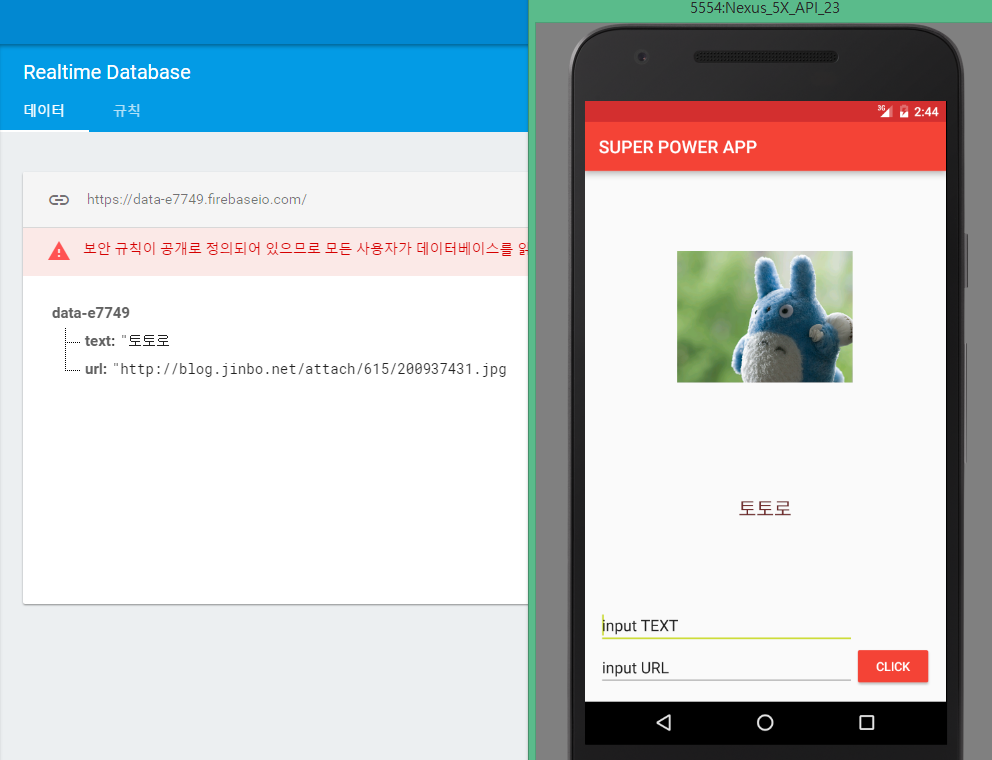 5554:Nexus_5X_API_23
Realtime Database
데이터 규칙
https://data-e7749.firebaseio.com/
보안 규칙이 공개로 정의되어 있으므로 모든 사용자가 데이터베이스를
data-e7749
text: "토토로
url: "http://blog.jinbo.net/attach/615/200937431.jpg
3G 2:44
SUPER POWER APP
토토로
input TEXT
input URL
CLICK